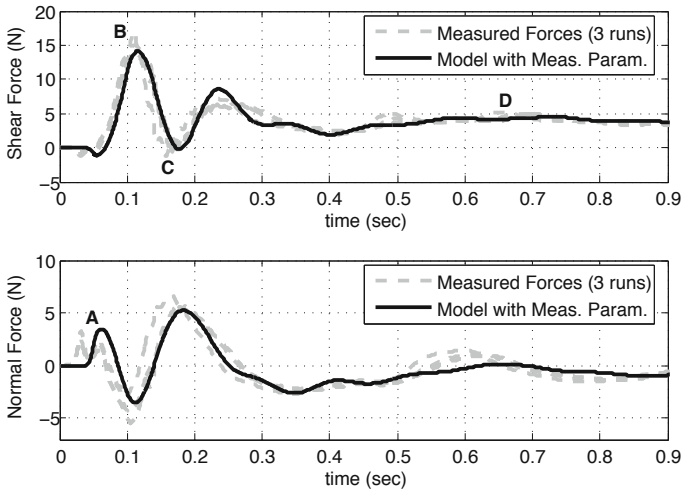 20
15
10
5
0
−5
Shear Force (N)
B
C
D
Measured Forces (3 runs)
Model with Meas. Param.
0 0.1 0.2 0.3 0.4 0.5 0.6 0.7 0.8 0.9
time (sec)
10
5
0
−5
Normal Force (N)
A
Measured Forces (3 runs)
Model with Meas. Param.
0 0.1 0.2 0.3 0.4 0.5 0.6 0.7 0.8 0.9
time (sec)